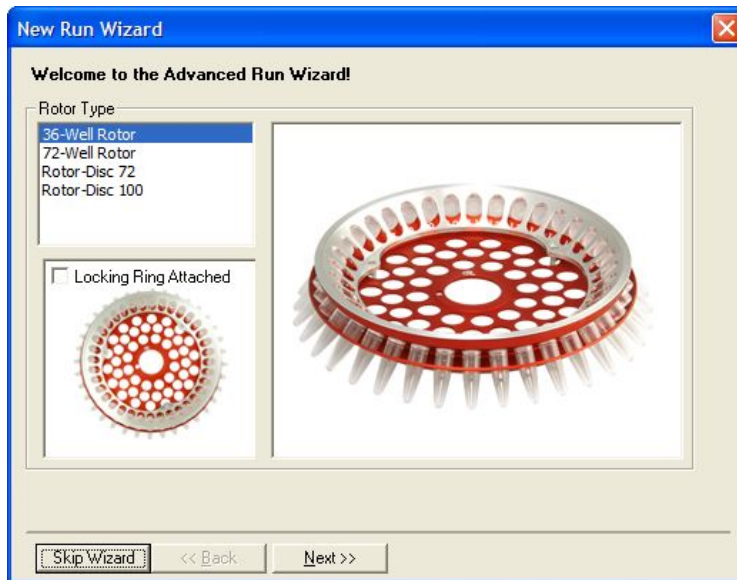 New Run Wizard
Welcome to the Advanced Run Wizard!
Rotor Type
36-Well Rotor
72-Well Rotor
Rotor-Disc 72
Rotor-Disc 100
Locking Ring Attached
Skip Wizard
<< Back
Next >>